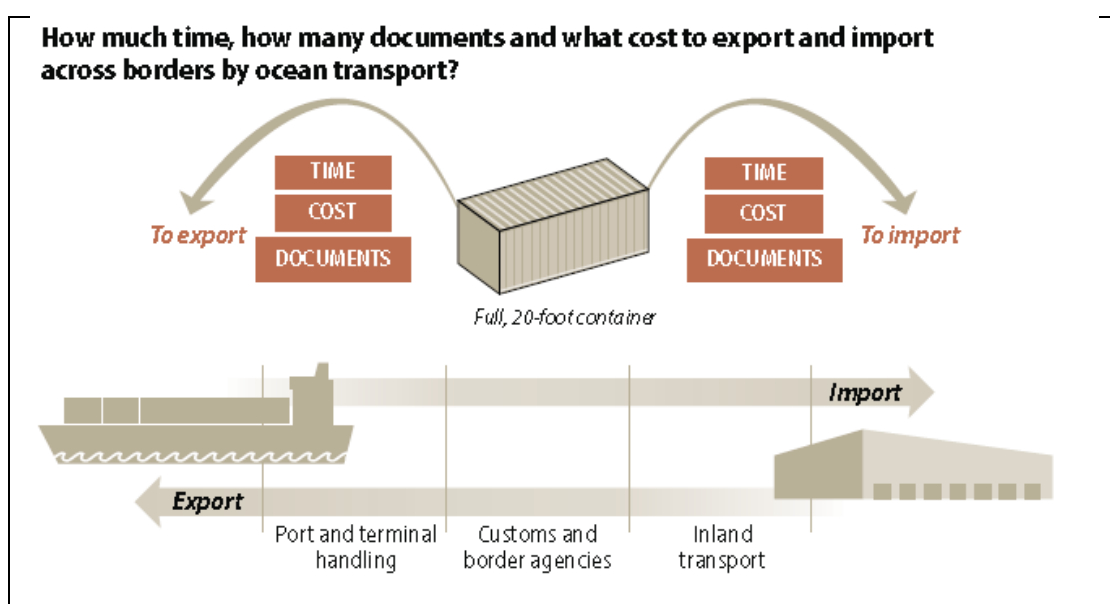 How much time, how many documents and what cost to export and import
across borders by ocean transport?
TIME
COST
DOCUMENTS
To export
TIME
COST
DOCUMENTS
To import
Full, 20-foot container
Import
Export
Port and terminal
handling
Customs and
border agencies
Inland
transport